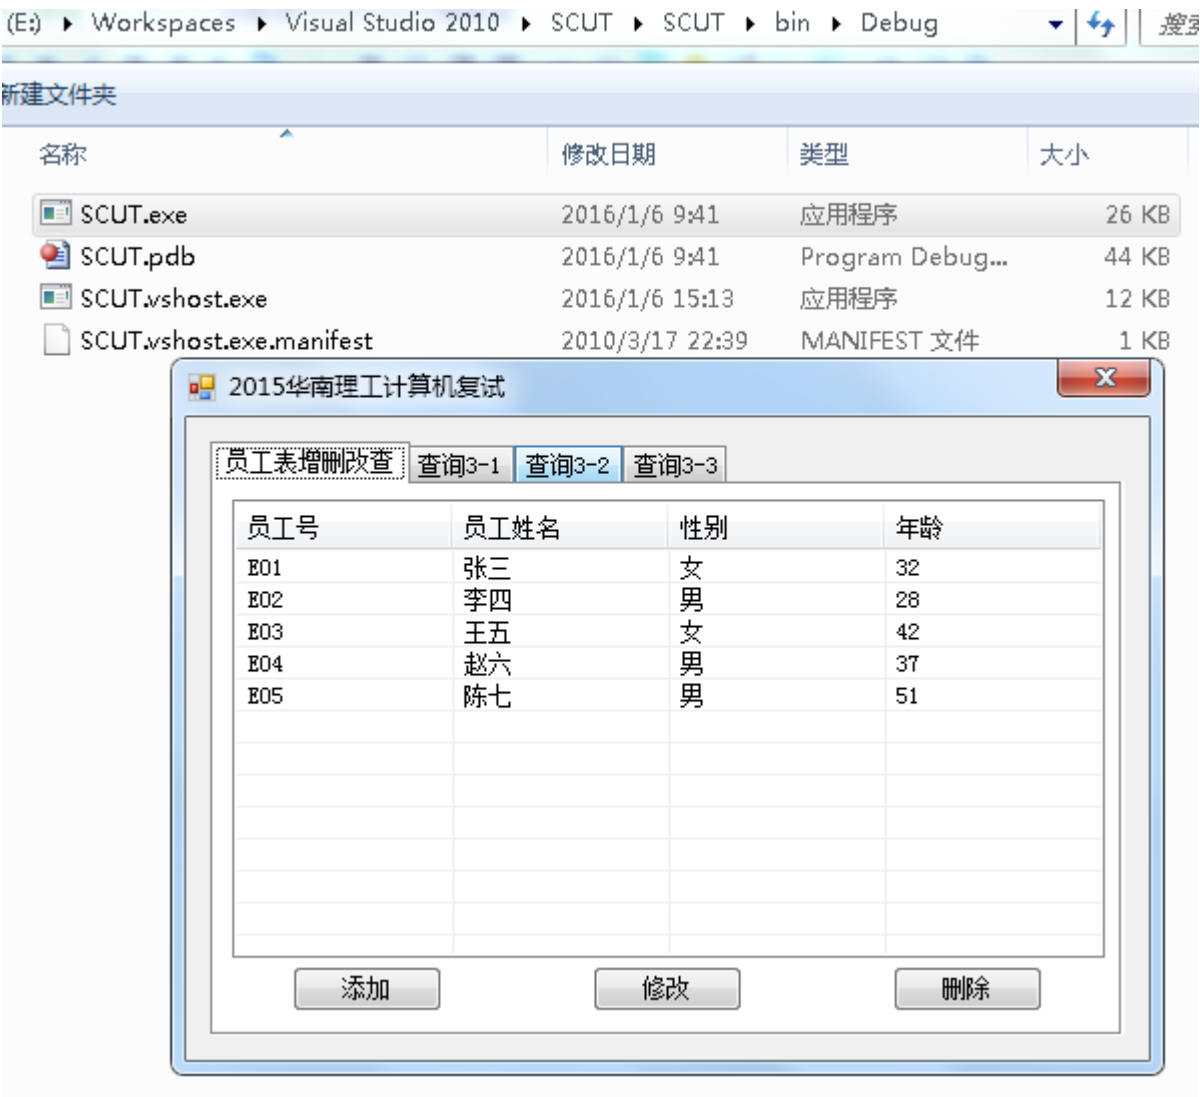 (E:) Workspaces Visual Studio 2010 SCUT SCUT bin Debug
新建文件夹
名称 修改日期 类型 大小
SCUT.exe 2016/1/6 9:41 应用程序 26 KB
SCUT.pdb 2016/1/6 9:41 Program Debug... 44 KB
SCUT.vshost.exe 2016/1/6 15:13 应用程序 12 KB
SCUT.vshost.exe.manifest 2010/3/17 22:39 MANIFEST 文件 1 KB
2015华南理工计算机复试
员工表增删改查 查询3-1 查询3-2 查询3-3
员工号 员工姓名 性别 年龄
E01 张三 女 32
E02 李四 男 28
E03 王五 女 42
E04 赵六 男 37
E05 陈七 男 51
添加 修改 删除